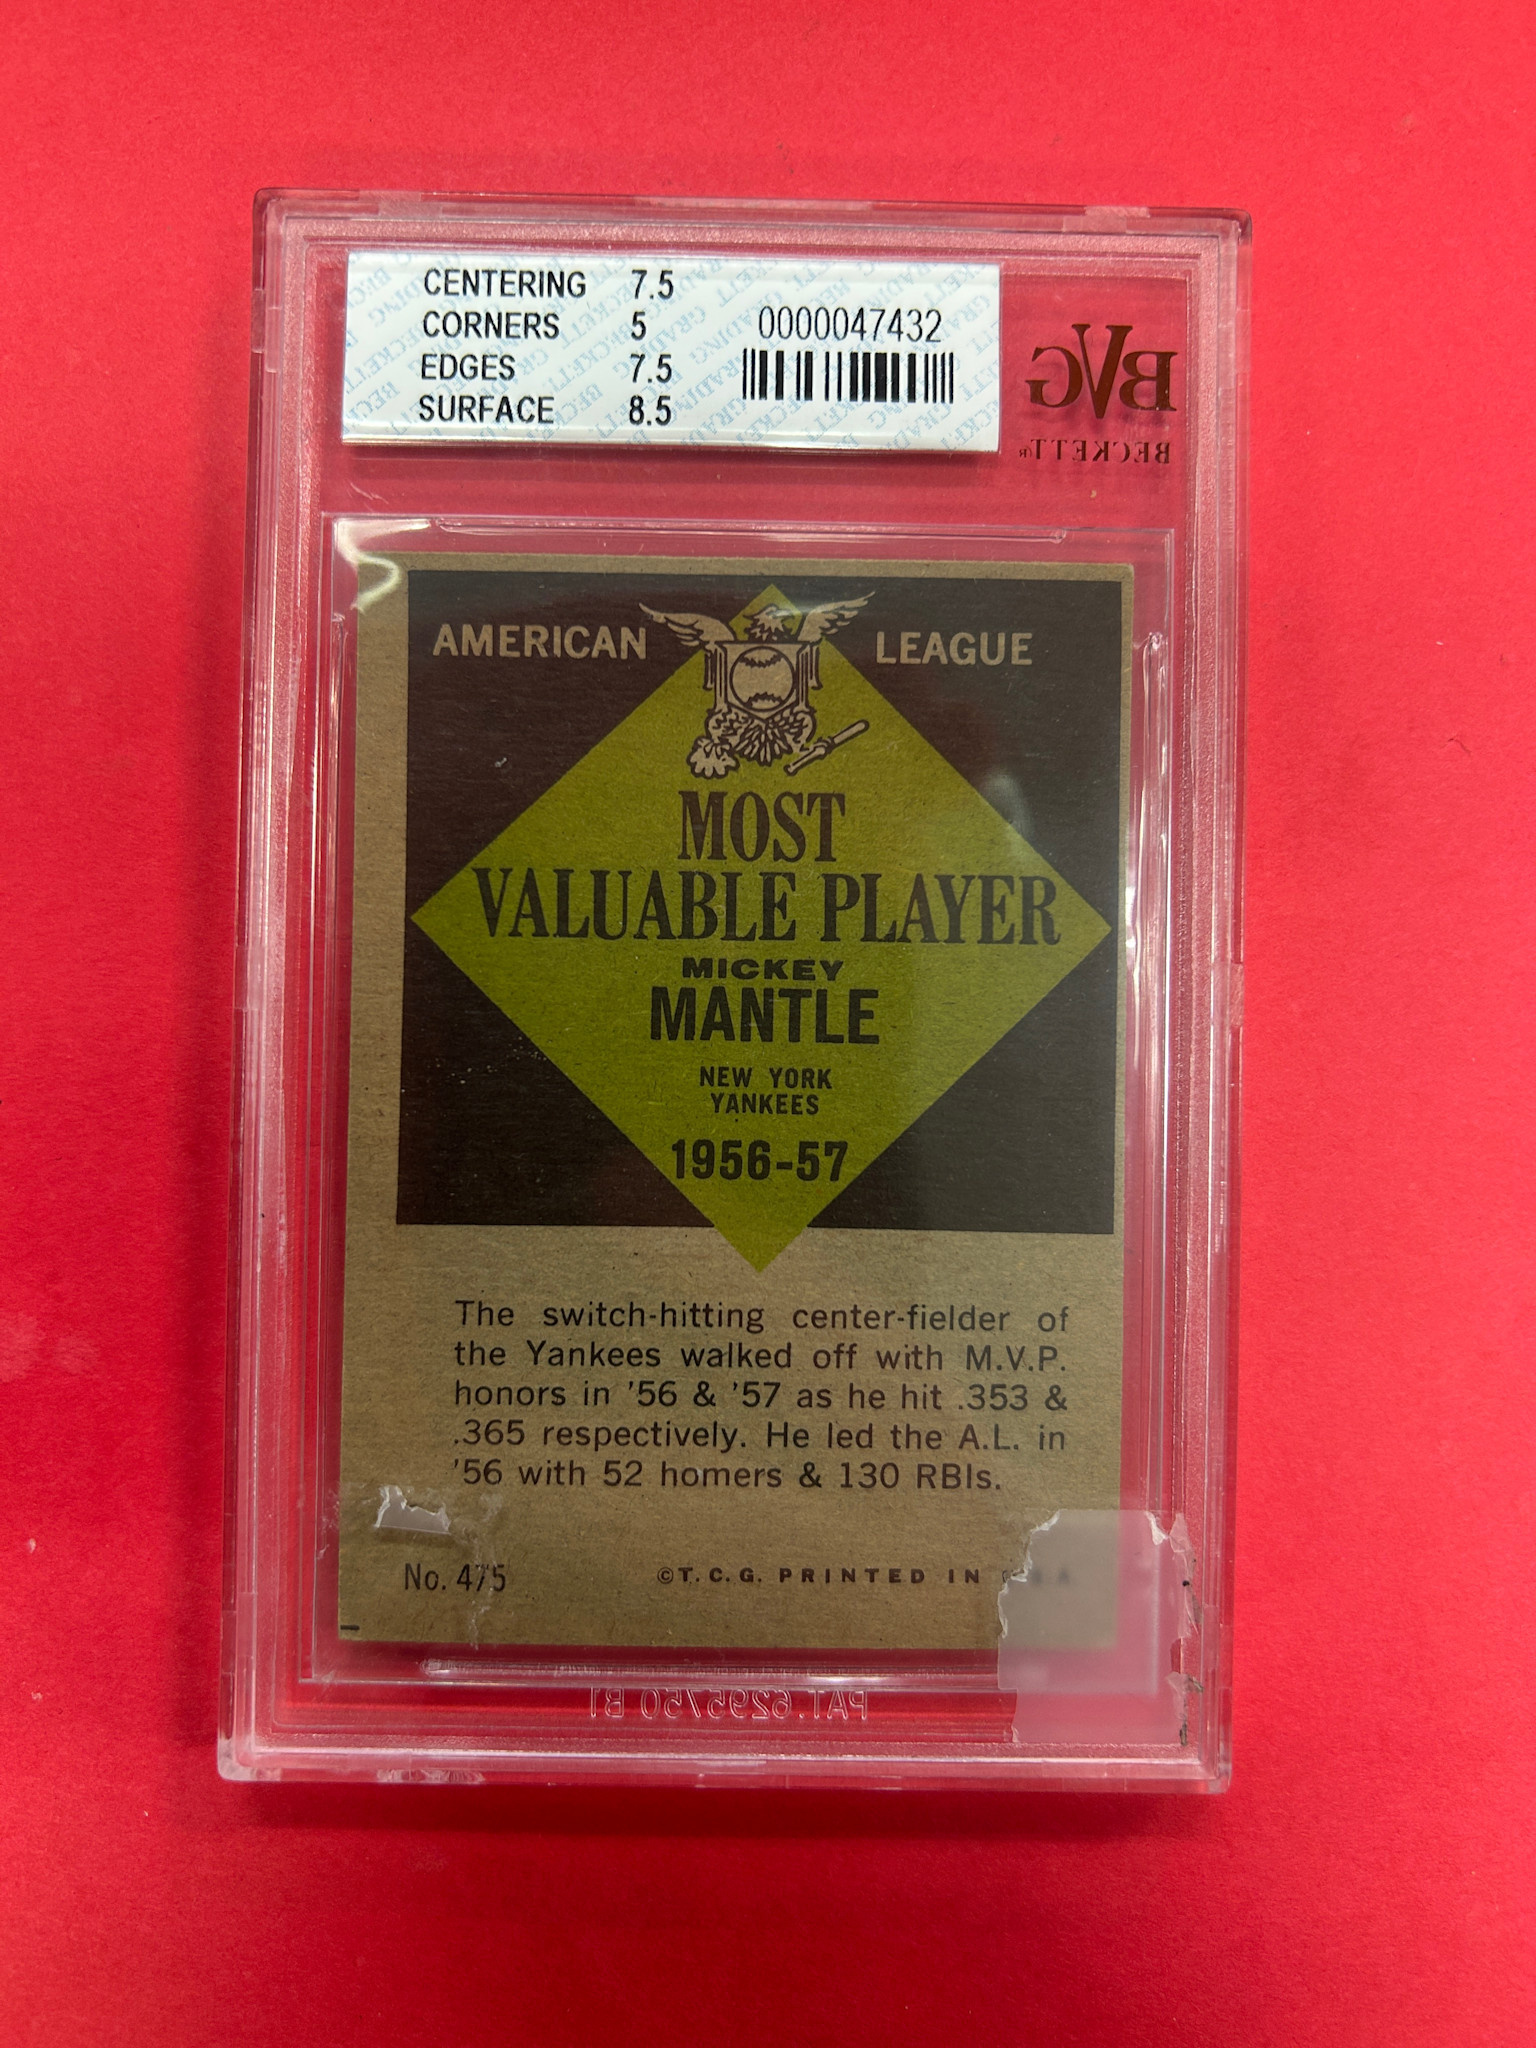 CENTERING 7.5
CORNERS 5
EDGES 7.5
SURFACE 8.5
0000047432
BVG
BECKETT
AMERICAN LEAGUE
MOST
VALUABLE PLAYER
MICKEY
MANTLE
NEW YORK
YANKEES
1956-57
The switch-hitting center-fielder of
the Yankees walked off with M.V.P.
honors in '56 & '57 as he hit .353 &
.365 respectively. He led the A.L. in
'56 with 52 homers & 130 RBIs.
No. 475
©T. C. G. PRINTED IN
PAT. 6295750 B1